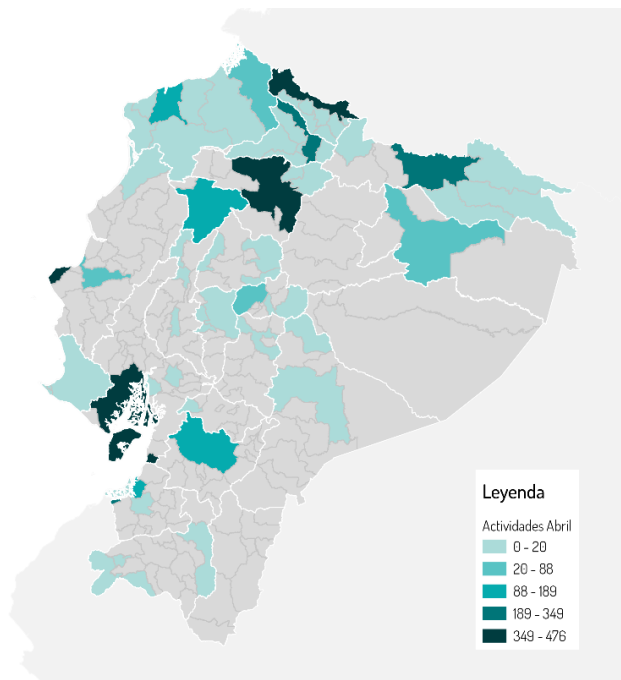 Leyenda
Actividades Abril
0 - 20
20 - 88
88 - 189
189 - 349
349 - 476